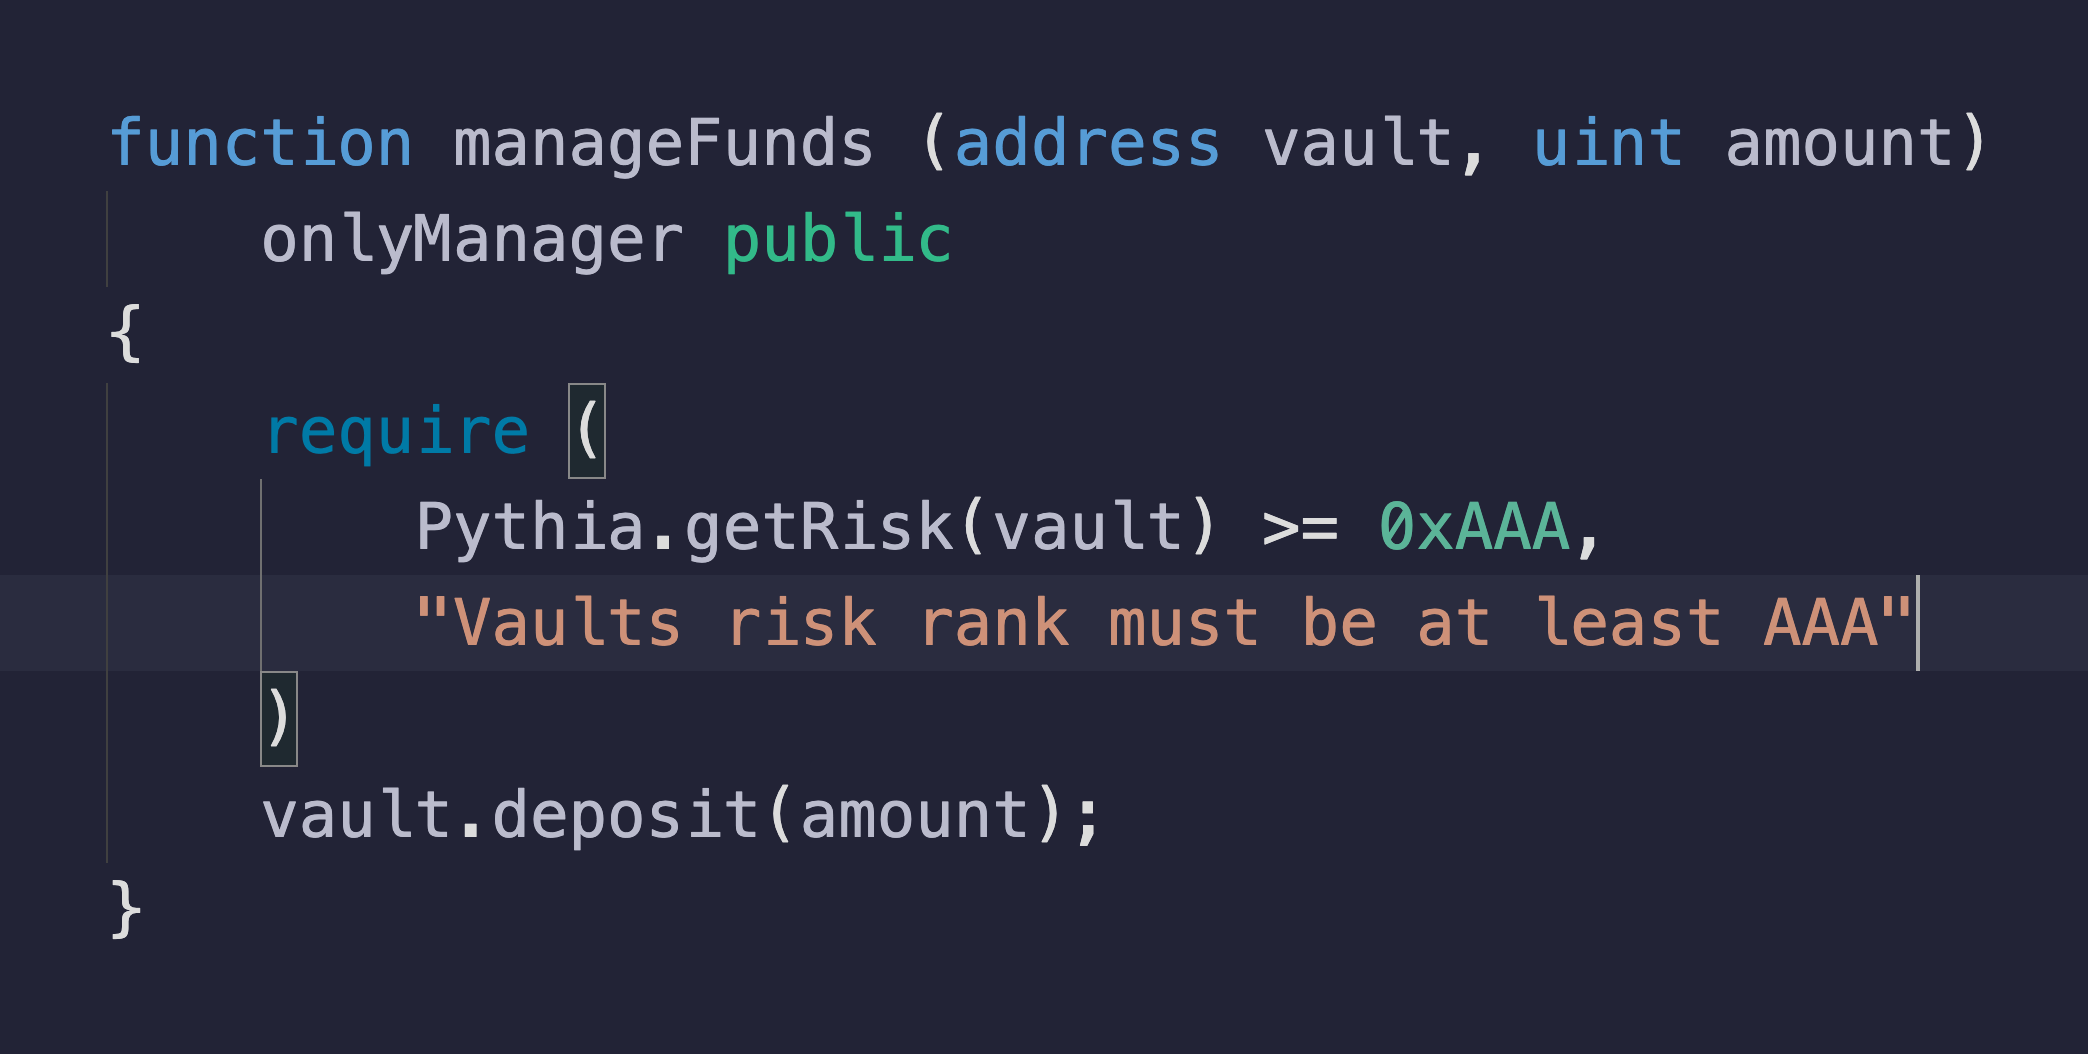 function manageFunds (address vault, uint amount)
    onlyManager public
{
    require (
        Pythia.getRisk(vault) >= 0xAAA,
        "Vaults risk rank must be at least AAA"
    )
    vault.deposit(amount);
}